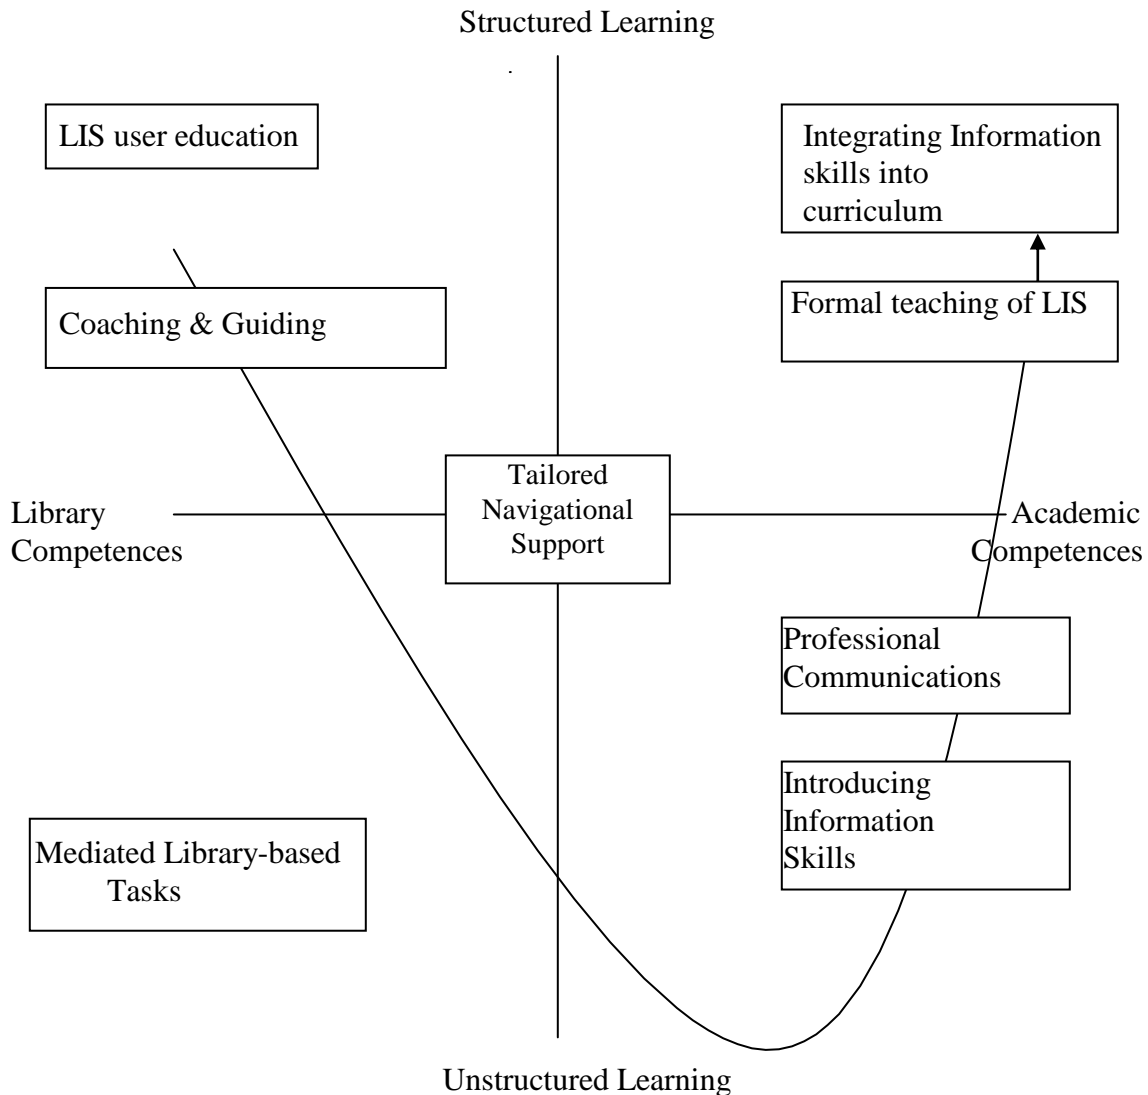 Structured Learning
.
LIS user education
Integrating Information
skills into
curriculum
Coaching & Guiding
Formal teaching of LIS
Tailored
Navigational
Support
Library
Competences
Academic
Competences
Professional
Communications
Introducing
Information
Skills
Mediated Library-based
Tasks
Unstructured Learning